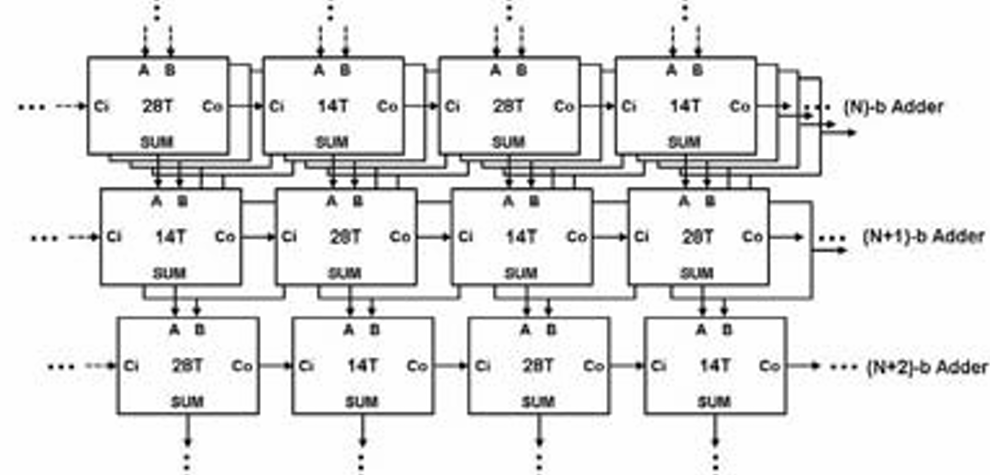 A B A B A B A B
Ci 28T Co Ci 14T Co Ci 28T Co Ci 14T Co ... (N)-b Adder
SUM SUM SUM SUM
A B A B A B A B
Ci 14T Co Ci 28T Co Ci 14T Co Ci 28T Co ... (N+1)-b Adder
SUM SUM SUM SUM
A B A B A B A B
Ci 28T Co Ci 14T Co Ci 28T Co Ci 14T Co ... (N+2)-b Adder
SUM SUM SUM SUM